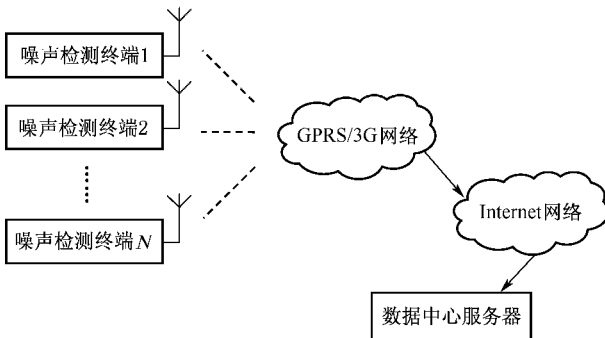 噪声检测终端1
噪声检测终端2
噪声检测终端N
GPRS/3G网络
Internet网络
数据中心服务器